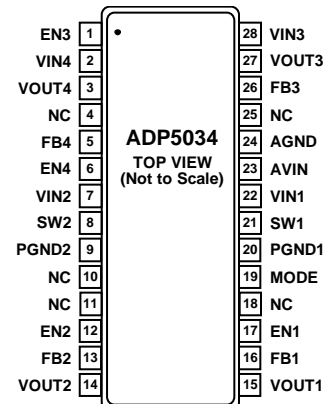 EN3 1 28 VIN3
VIN4 2 27 VOUT3
VOUT4 3 26 FB3
NC 4 25 NC
FB4 5 ADP5034 24 AGND
EN4 6 TOP VIEW 23 AVIN
VIN2 7 (Not to Scale) 22 VIN1
SW2 8 21 SW1
PGND2 9 20 PGND1
NC 10 19 MODE
NC 11 18 NC
EN2 12 17 EN1
FB2 13 16 FB1
VOUT2 14 15 VOUT1